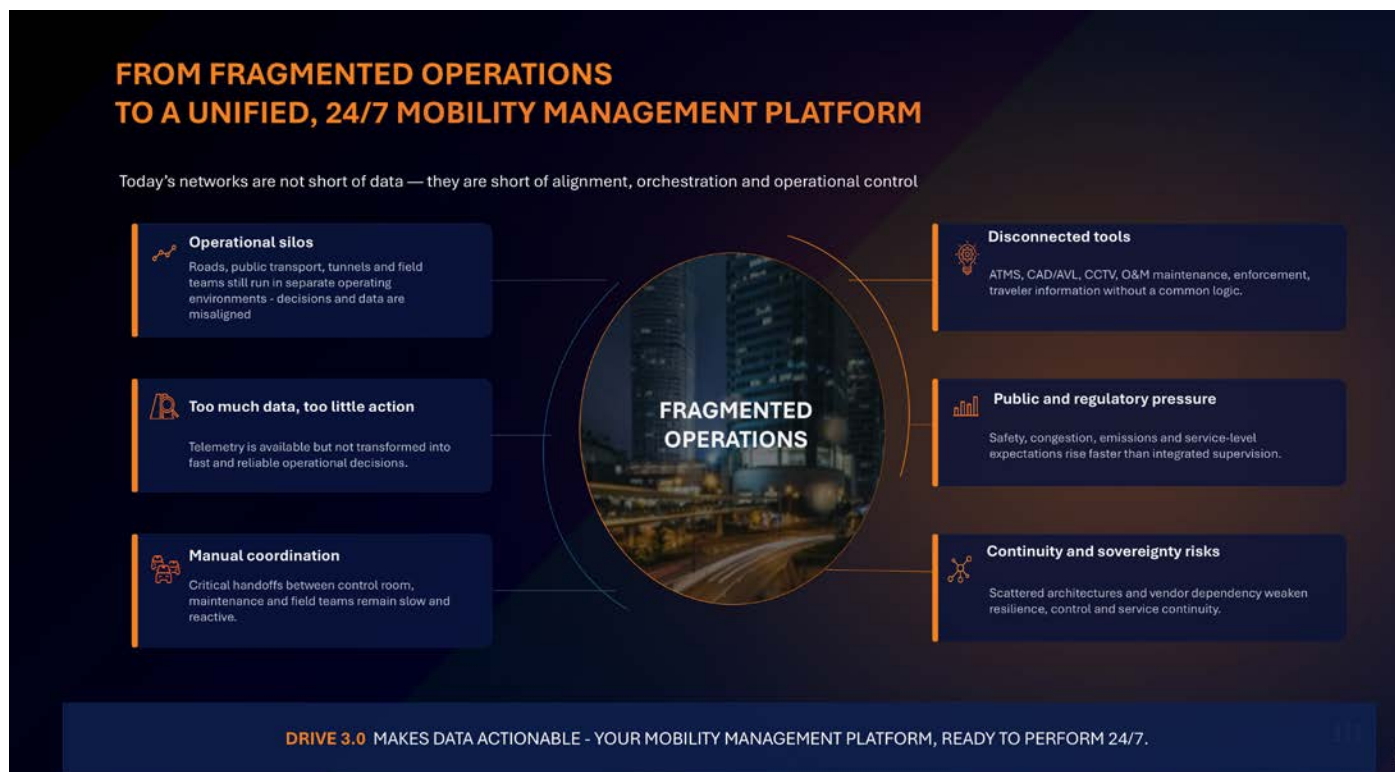 FROM FRAGMENTED OPERATIONS
TO A UNIFIED, 24/7 MOBILITY MANAGEMENT PLATFORM
Today's networks are not short of data — they are short of alignment, orchestration and operational control
Operational silos
Roads, public transport, tunnels and field
teams still run in separate operating
environments - decisions and data are
misaligned
Too much data, too little action
Telemetry is available but not transformed into
fast and reliable operational decisions.
Manual coordination
Critical handoffs between control room,
maintenance and field teams remain slow and
reactive.
FRAGMENTED
OPERATIONS
Disconnected tools
ATMS, CAD/AVL, CCTV, O&M maintenance, enforcement,
traveler information without a common logic.
Public and regulatory pressure
Safety, congestion, emissions and service-level
expectations rise faster than integrated supervision.
Continuity and sovereignty risks
Scattered architectures and vendor dependency weaken
resilience, control and service continuity.
DRIVE 3.0 MAKES DATA ACTIONABLE - YOUR MOBILITY MANAGEMENT PLATFORM, READY TO PERFORM 24/7.